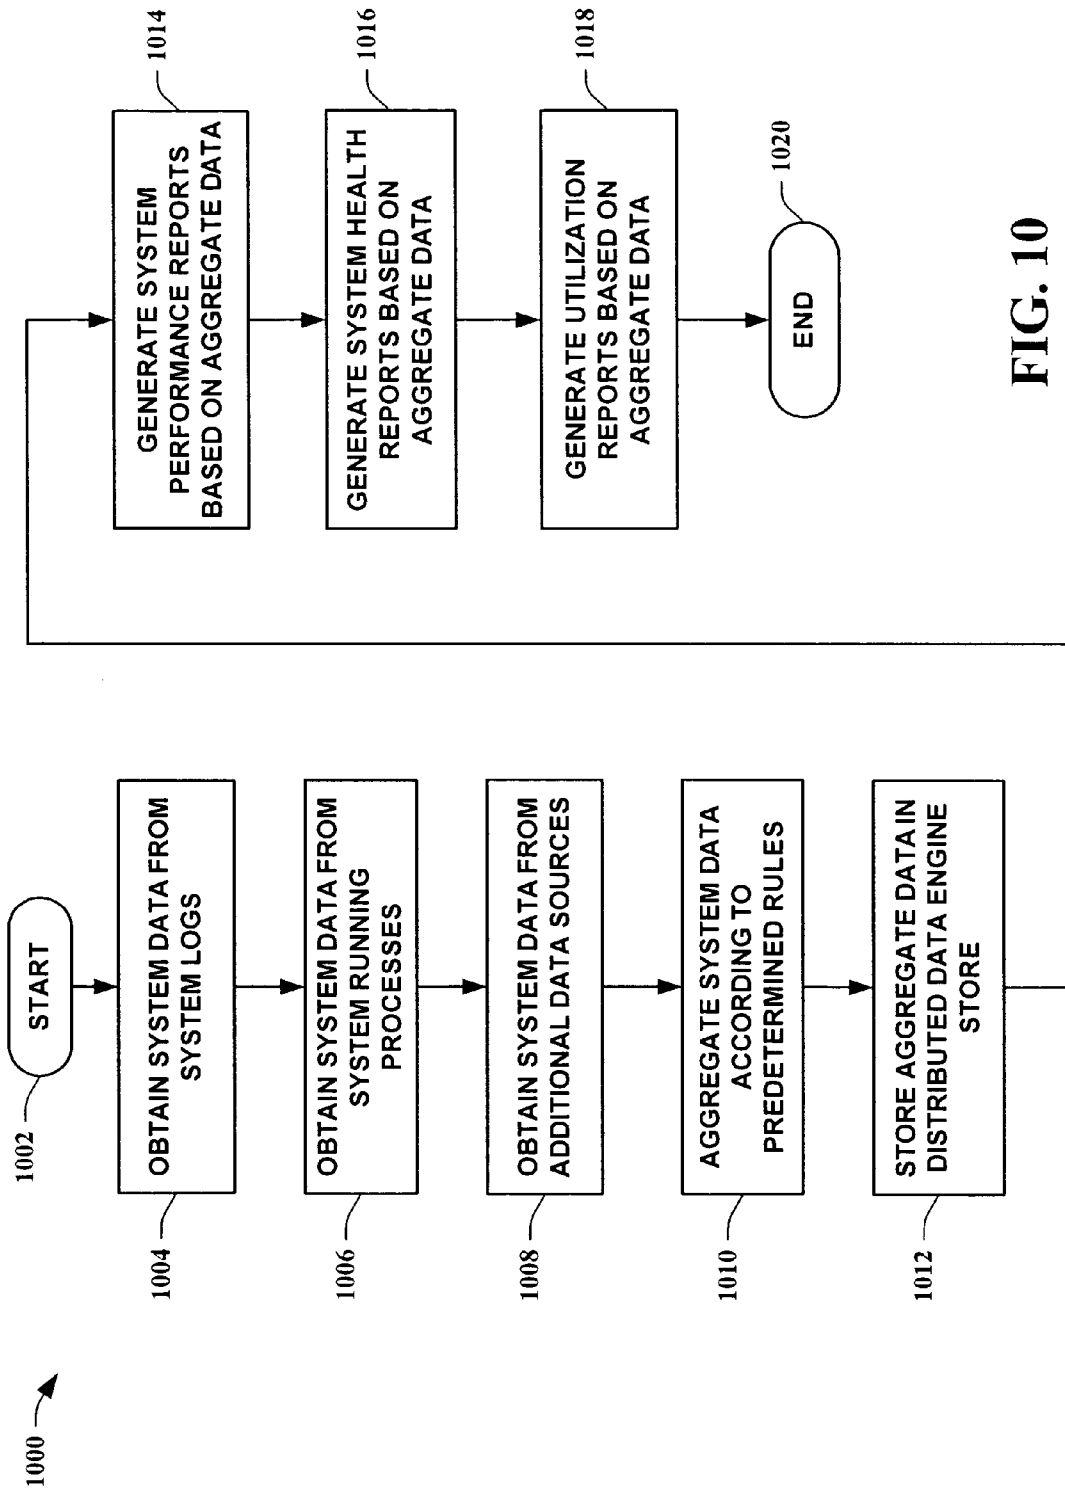 1000
1002
START
1004
OBTAIN SYSTEM DATA FROM
SYSTEM LOGS
1006
OBTAIN SYSTEM DATA FROM
SYSTEM RUNNING
PROCESSES
1008
OBTAIN SYSTEM DATA FROM
ADDITIONAL DATA SOURCES
1010
AGGREGATE SYSTEM DATA
ACCORDING TO
PREDETERMINED RULES
1012
STORE AGGREGATE DATA IN
DISTRIBUTED DATA ENGINE
STORE
1014
GENERATE SYSTEM
PERFORMANCE REPORTS
BASED ON AGGREGATE DATA
1016
GENERATE SYSTEM HEALTH
REPORTS BASED ON
AGGREGATE DATA
1018
GENERATE UTILIZATION
REPORTS BASED ON
AGGREGATE DATA
1020
END
FIG. 10